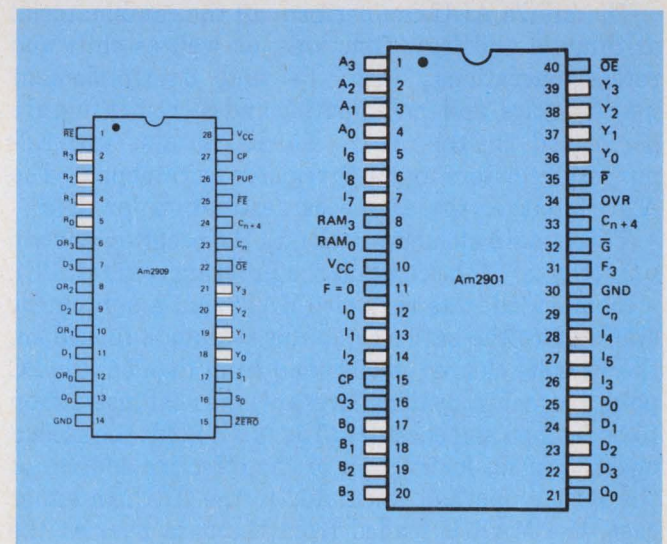 RE 1 28 VCC
R3 2 27 CP
R2 3 26 PUP
R1 4 25 FE
R0 5 24 Cn+4
OR3 6 23 Cn
D3 7 22 OE
Am2909
OR2 8 21 Y3
D2 9 20 Y2
OR1 10 19 Y1
D1 11 18 Y0
OR0 12 17 S1
D0 13 16 S0
GND 14 15 ZERO
A3 1 40 OE
A2 2 39 Y3
A1 3 38 Y2
A0 4 37 Y1
I6 5 36 Y0
I8 6 35 P
I7 7 34 OVR
RAM3 8 33 Cn+4
RAM0 9 32 G
VCC 10 31 F3
Am2901
F = 0 11 30 GND
I0 12 29 Cn
I1 13 28 I4
I2 14 27 I5
CP 15 26 I3
Q3 16 25 D0
B0 17 24 D1
B1 18 23 D2
B2 19 22 D3
B3 20 21 Q0